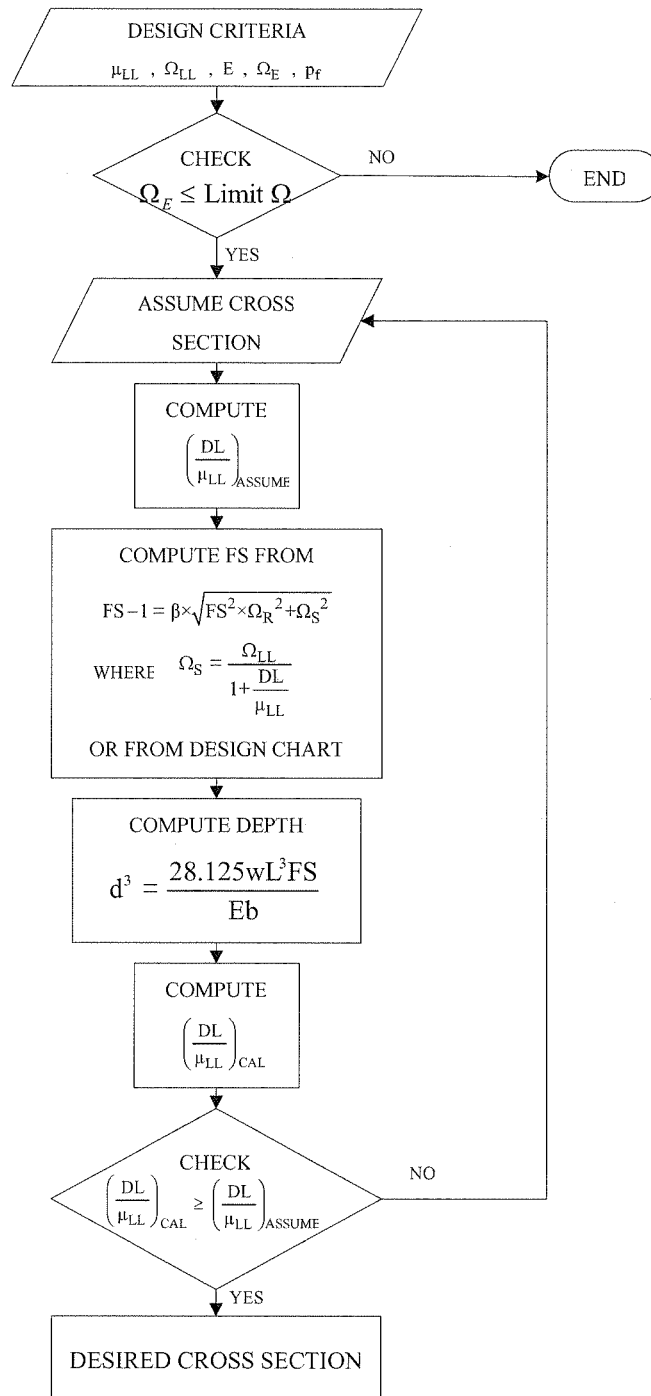 DESIGN CRITERIA
μLL , ΩLL , E , ΩE , pf
CHECK
ΩE ≤ Limit Ω
NO
END
YES
ASSUME CROSS
SECTION
COMPUTE
(DL/μLL)ASSUME
COMPUTE FS FROM
FS−1 = β×√(FS²×ΩR²+ΩS²)
WHERE ΩS = ΩLL/(1+DL/μLL)
OR FROM DESIGN CHART
COMPUTE DEPTH
d³ = 28.125wL³FS/Eb
COMPUTE
(DL/μLL)CAL
CHECK
(DL/μLL)CAL ≥ (DL/μLL)ASSUME
NO
YES
DESIRED CROSS SECTION